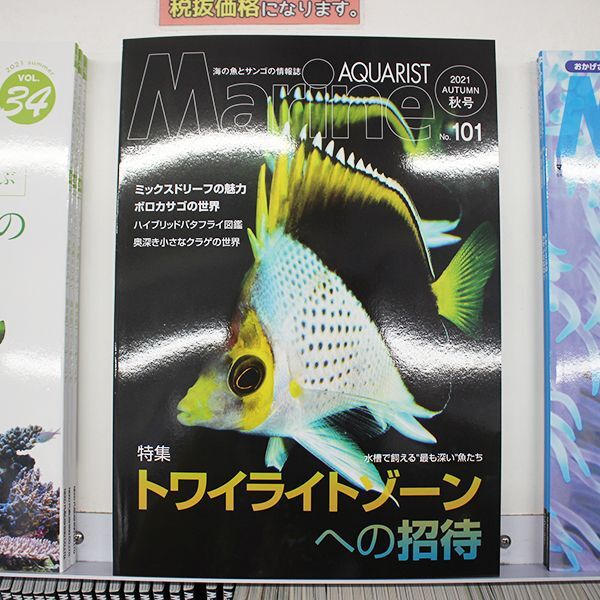 税抜価格になります。
2021 summer
VOL.
34
ぶ
の
海の魚とサンゴの情報誌
AQUARIST
Marine
2021
AUTUMN
秋号
No. 101
ミックスドリーフの魅力
ボロカサゴの世界
ハイブリッドバタフライ図鑑
奥深き小さなクラゲの世界
特集
水槽で飼える"最も深い"魚たち
トワイライトゾーン
への招待
おかげさ